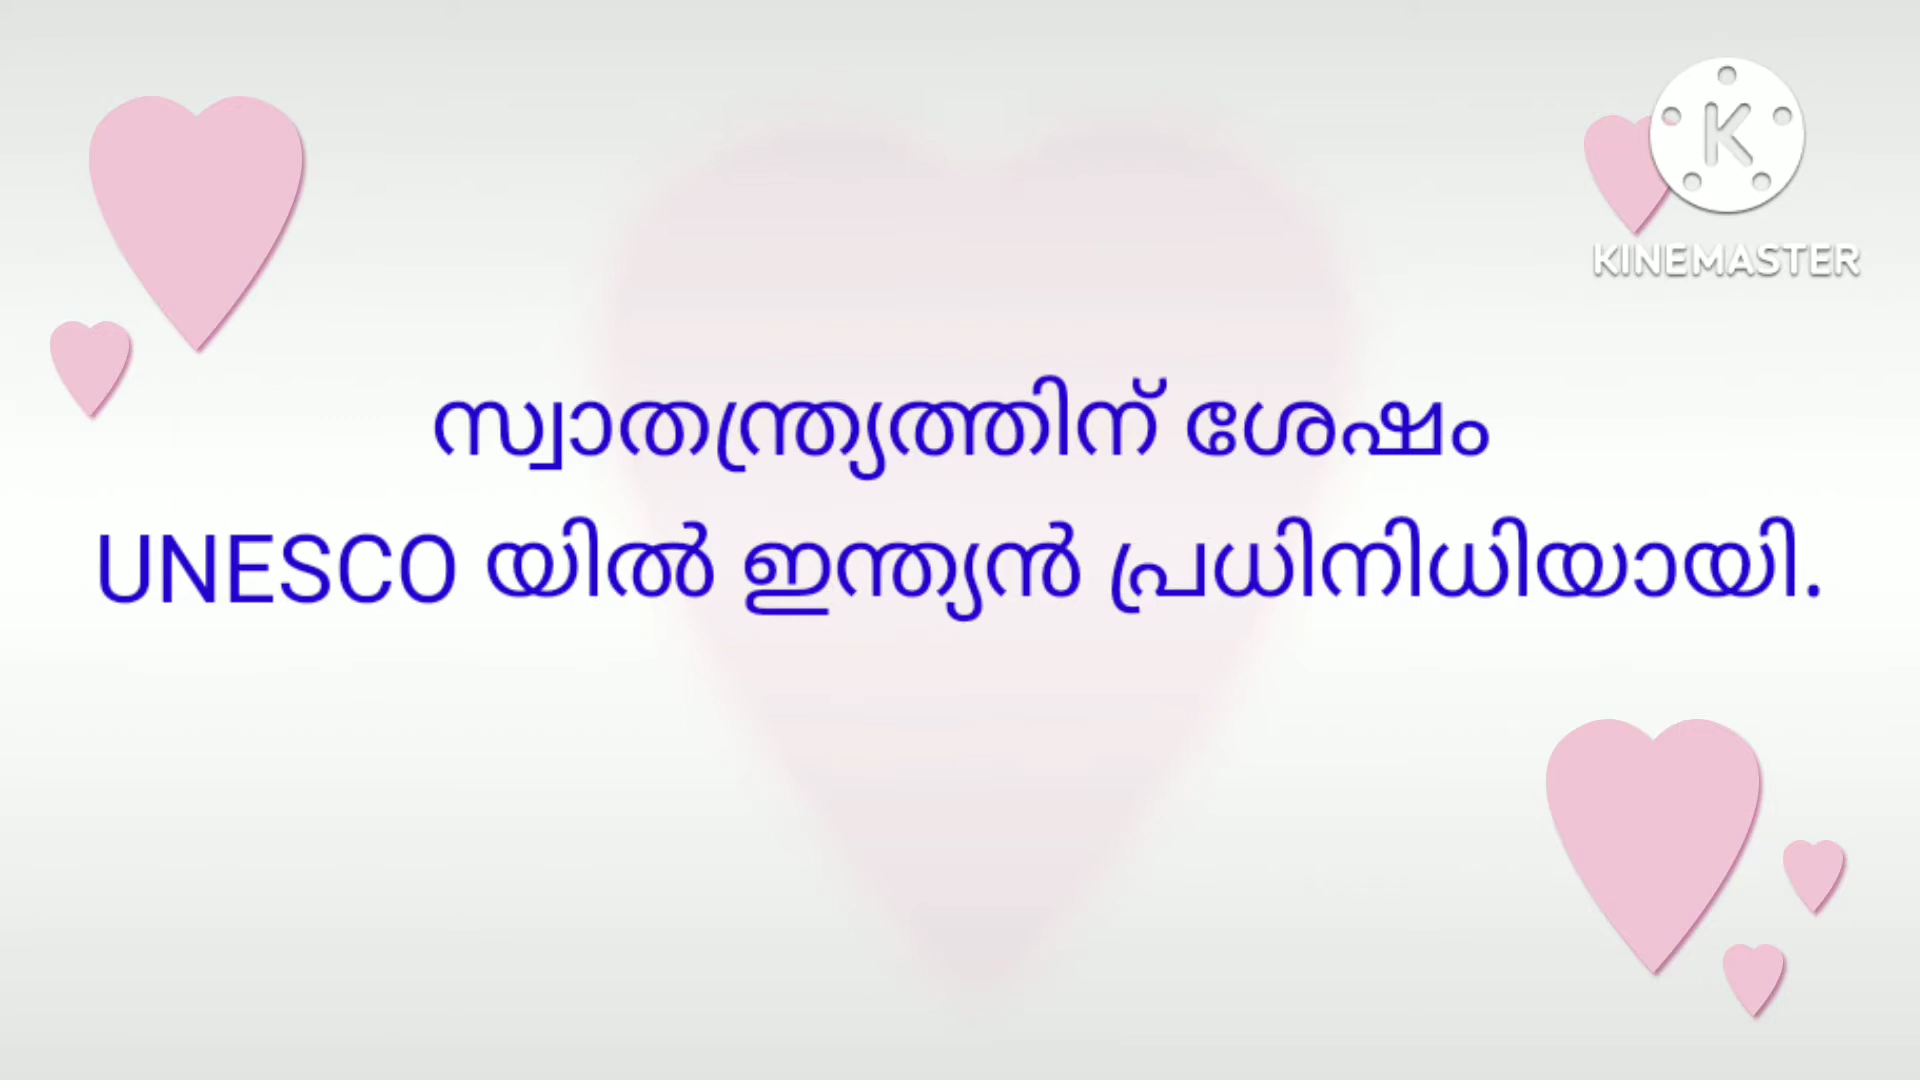 KINEMASTER
സ്വാതന്ത്ര്യത്തിന് ശേഷം
UNESCO യിൽ ഇന്ത്യൻ പ്രധിനിധിയായി.